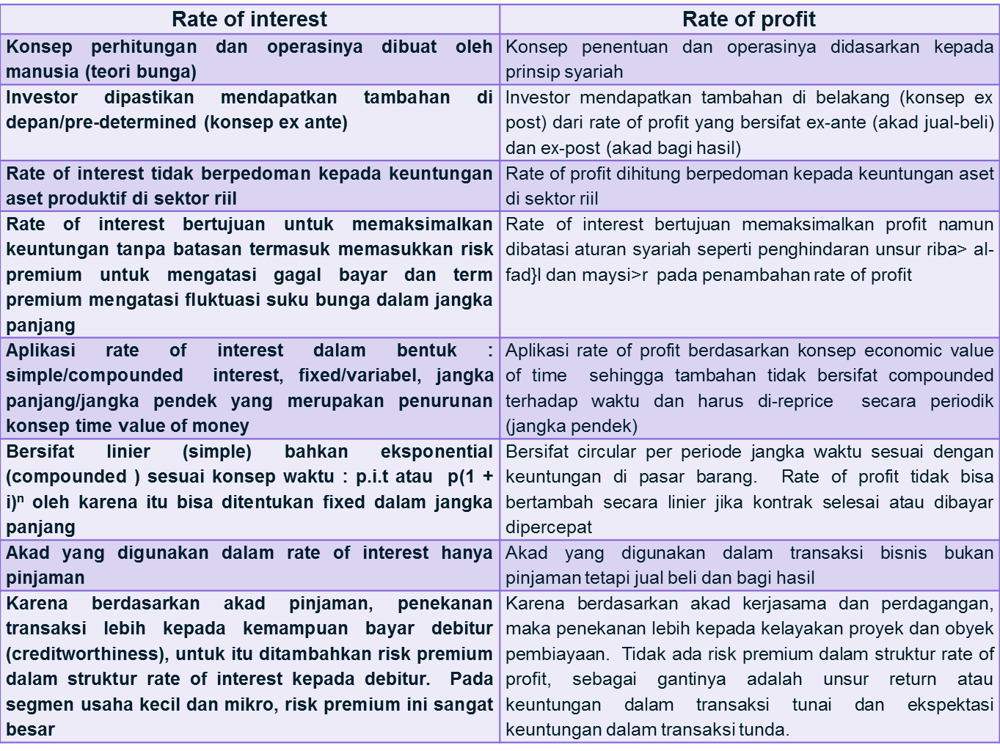 Rate of interest
Rate of profit
Konsep perhitungan dan operasinya dibuat oleh
manusia (teori bunga)
Konsep penentuan dan operasinya didasarkan kepada
prinsip syariah
Investor dipastikan mendapatkan tambahan di
depan/pre-determined (konsep ex ante)
Investor mendapatkan tambahan di belakang (konsep ex
post) dari rate of profit yang bersifat ex-ante (akad jual-beli)
dan ex-post (akad bagi hasil)
Rate of interest tidak berpedoman kepada keuntungan
aset produktif di sektor riil
Rate of profit dihitung berpedoman kepada keuntungan aset
di sektor riil
Rate of interest bertujuan untuk memaksimalkan
keuntungan tanpa batasan termasuk memasukkan risk
premium untuk mengatasi gagal bayar dan term
premium mengatasi fluktuasi suku bunga dalam jangka
panjang
Rate of interest bertujuan memaksimalkan profit namun
dibatasi aturan syariah seperti penghindaran unsur riba> al-
fad}l dan maysi>r pada penambahan rate of profit
Aplikasi rate of interest dalam bentuk :
simple/compounded interest, fixed/variabel, jangka
panjang/jangka pendek yang merupakan penurunan
konsep time value of money
Aplikasi rate of profit berdasarkan konsep economic value
of time sehingga tambahan tidak bersifat compounded
terhadap waktu dan harus di-reprice secara periodik
(jangka pendek)
Bersifat linier (simple) bahkan eksponential
(compounded ) sesuai konsep waktu : p.i.t atau p(1 +
i)ⁿ oleh karena itu bisa ditentukan fixed dalam jangka
panjang
Bersifat circular per periode jangka waktu sesuai dengan
keuntungan di pasar barang. Rate of profit tidak bisa
bertambah secara linier jika kontrak selesai atau dibayar
dipercepat
Akad yang digunakan dalam rate of interest hanya
pinjaman
Akad yang digunakan dalam transaksi bisnis bukan
pinjaman tetapi jual beli dan bagi hasil
Karena berdasarkan akad pinjaman, penekanan
transaksi lebih kepada kemampuan bayar debitur
(creditworthiness), untuk itu ditambahkan risk premium
dalam struktur rate of interest kepada debitur. Pada
segmen usaha kecil dan mikro, risk premium ini sangat
besar
Karena berdasarkan akad kerjasama dan perdagangan,
maka penekanan lebih kepada kelayakan proyek dan obyek
pembiayaan. Tidak ada risk premium dalam struktur rate of
profit, sebagai gantinya adalah unsur return atau
keuntungan dalam transaksi tunai dan ekspektasi
keuntungan dalam transaksi tunda.